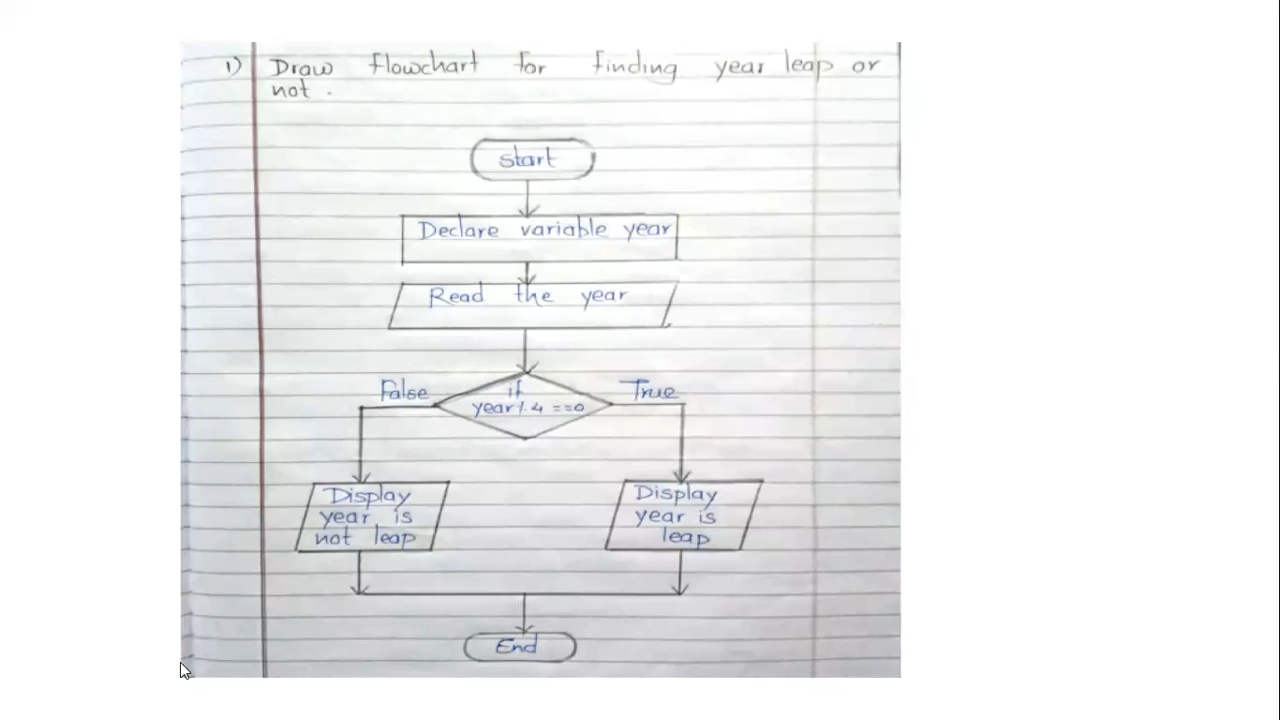 1) Draw flowchart for finding year leap or
not.
Start
Declare variable year
Read the year
False
if
True
year%4 ==0
Display
year is
not leap
Display
year is
leap
End